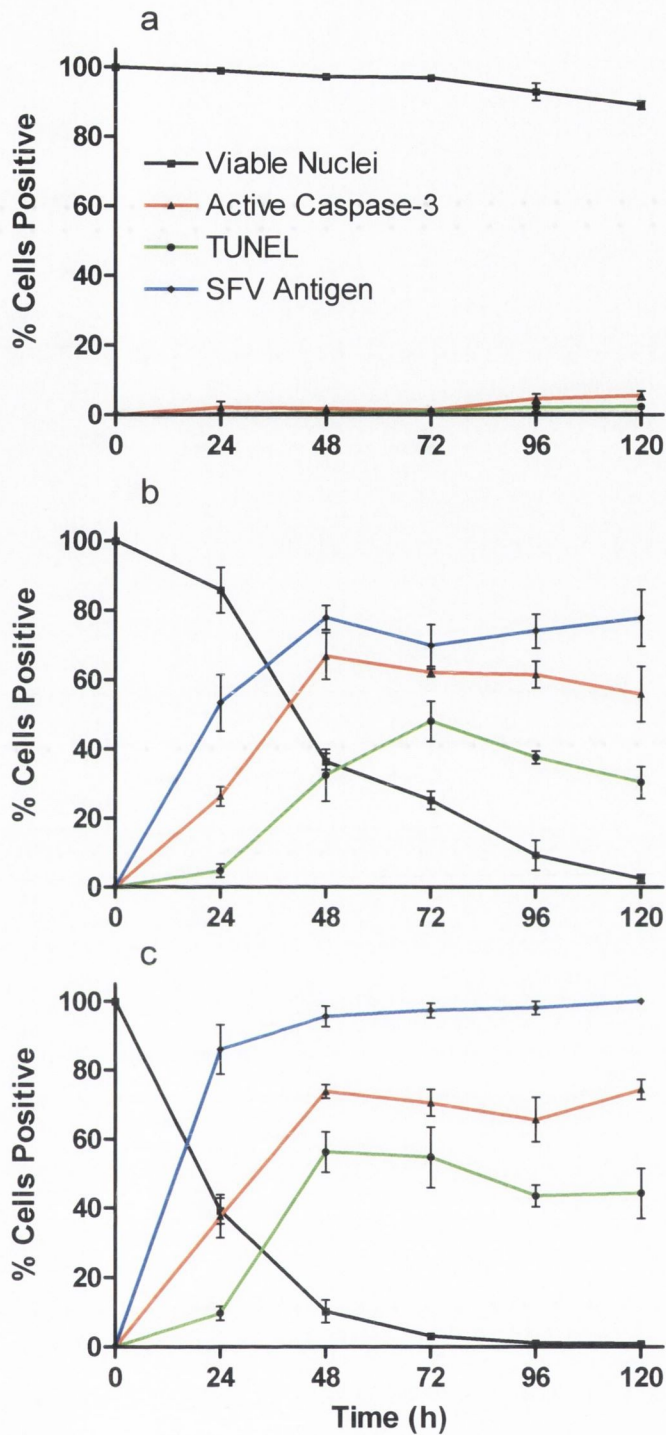 a
100
80
60
40
20
0
% Cells Positive
Viable Nuclei
Active Caspase-3
TUNEL
SFV Antigen
0 24 48 72 96 120
b
100
80
60
40
20
0
% Cells Positive
0 24 48 72 96 120
c
100
80
60
40
20
0
% Cells Positive
0 24 48 72 96 120
Time (h)